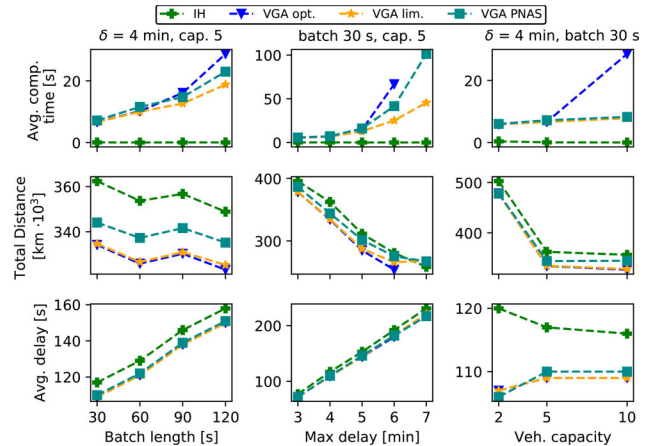 IH VGA opt. VGA lim. VGA PNAS
δ = 4 min, cap. 5
batch 30 s, cap. 5
δ = 4 min, batch 30 s
Avg. comp.
time [s]
20
0
100
50
0
20
0
Total Distance
[km·10³]
360
340
400
300
500
400
Avg. delay [s]
160
140
120
200
100
120
110
30 60 90 120
3 4 5 6 7
2 5 10
Batch length [s]
Max delay [min]
Veh. capacity